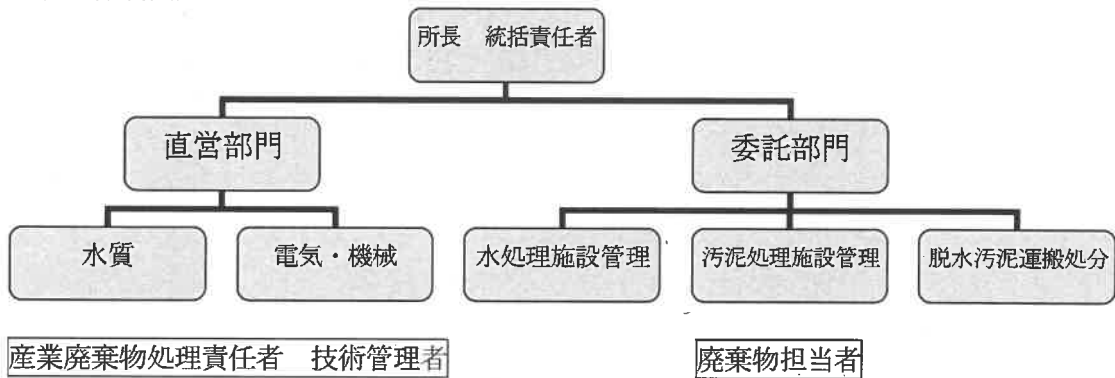 所長 統括責任者
直営部門
委託部門
水質
電気・機械
水処理施設管理
汚泥処理施設管理
脱水汚泥運搬処分
産業廃棄物処理責任者 技術管理者
廃棄物担当者